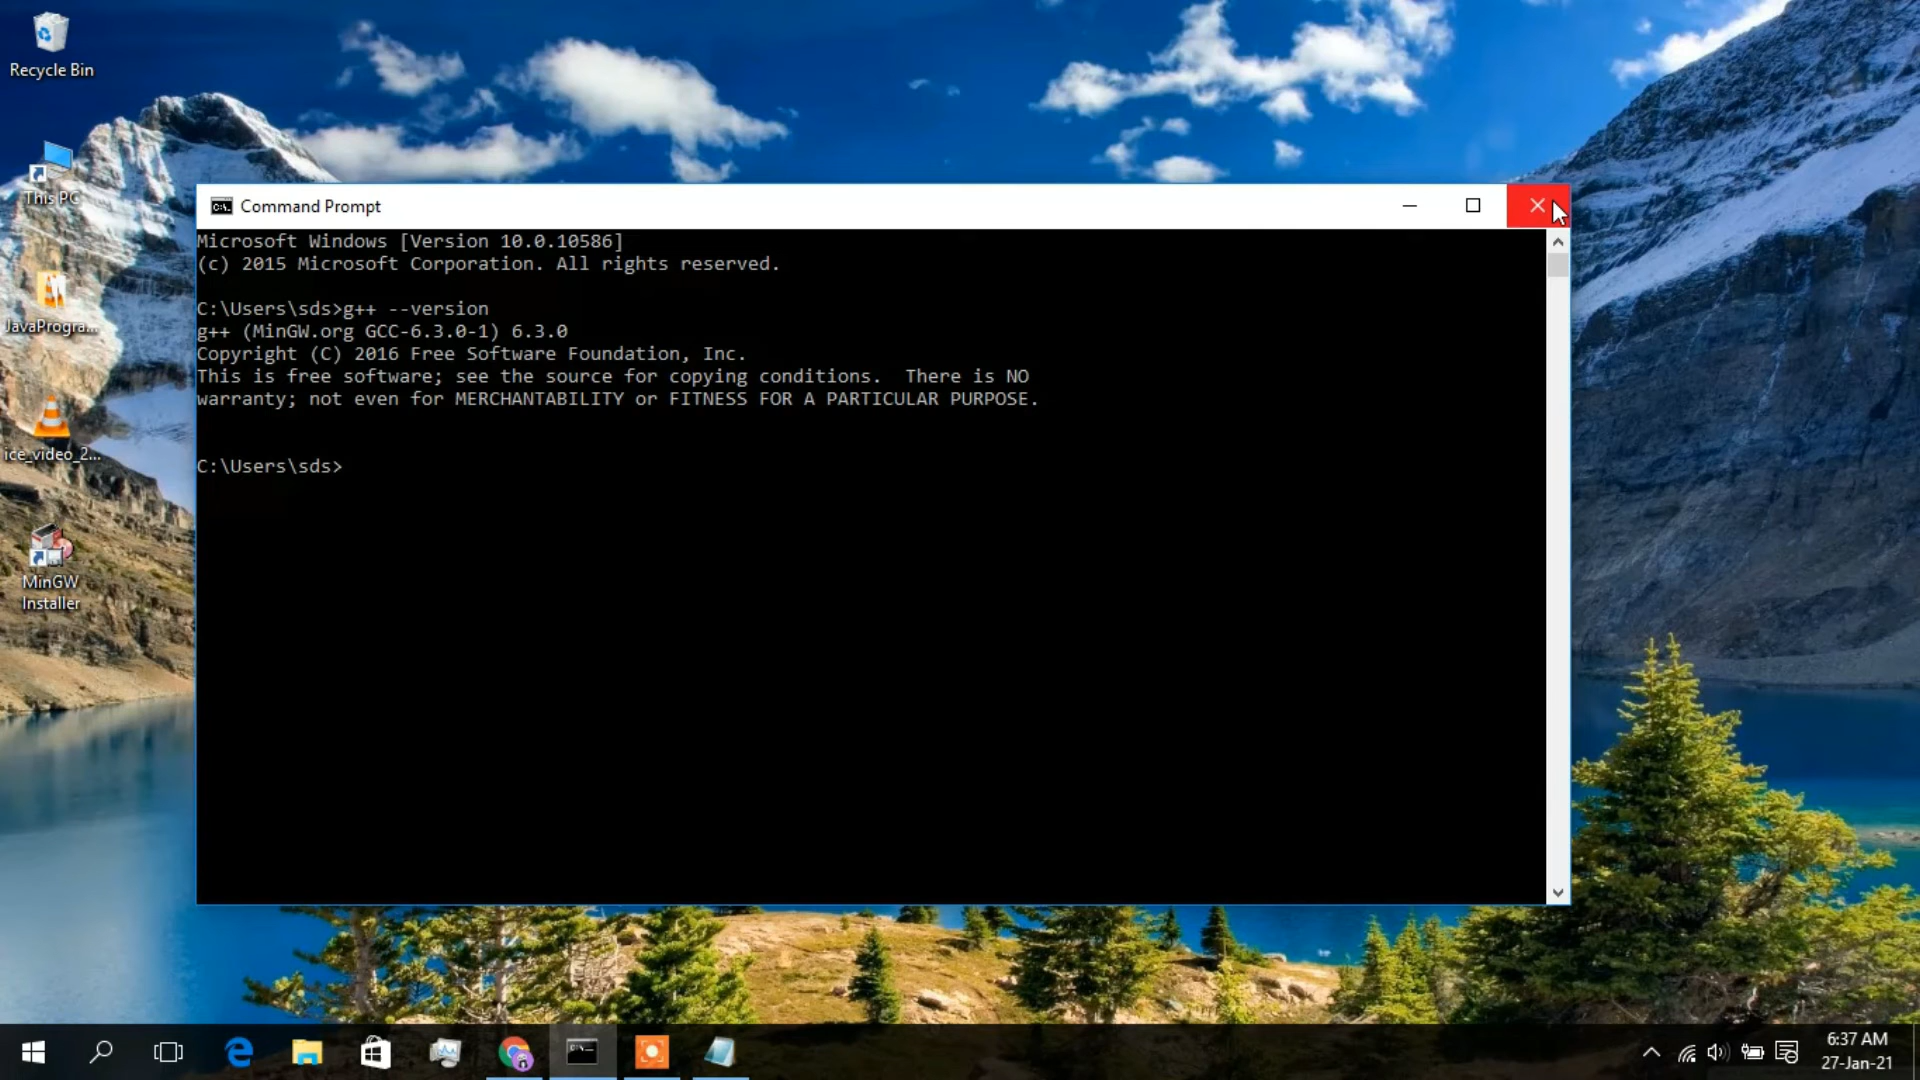 Recycle Bin
This PC
JavaProgra...
ice_video_2...
MinGW
Installer
Command Prompt
Microsoft Windows [Version 10.0.10586]
(c) 2015 Microsoft Corporation. All rights reserved.
C:\Users\sds>g++ --version
g++ (MinGW.org GCC-6.3.0-1) 6.3.0
Copyright (C) 2016 Free Software Foundation, Inc.
This is free software; see the source for copying conditions.  There is NO
warranty; not even for MERCHANTABILITY or FITNESS FOR A PARTICULAR PURPOSE.
C:\Users\sds>
6:37 AM
27-Jan-21